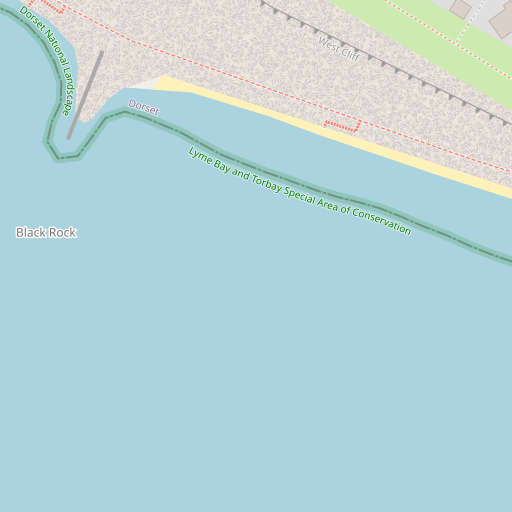 Dorset National Landscape
West Cliff
Dorset
Lyme Bay and Torbay Special Area of Conservation
Black Rock